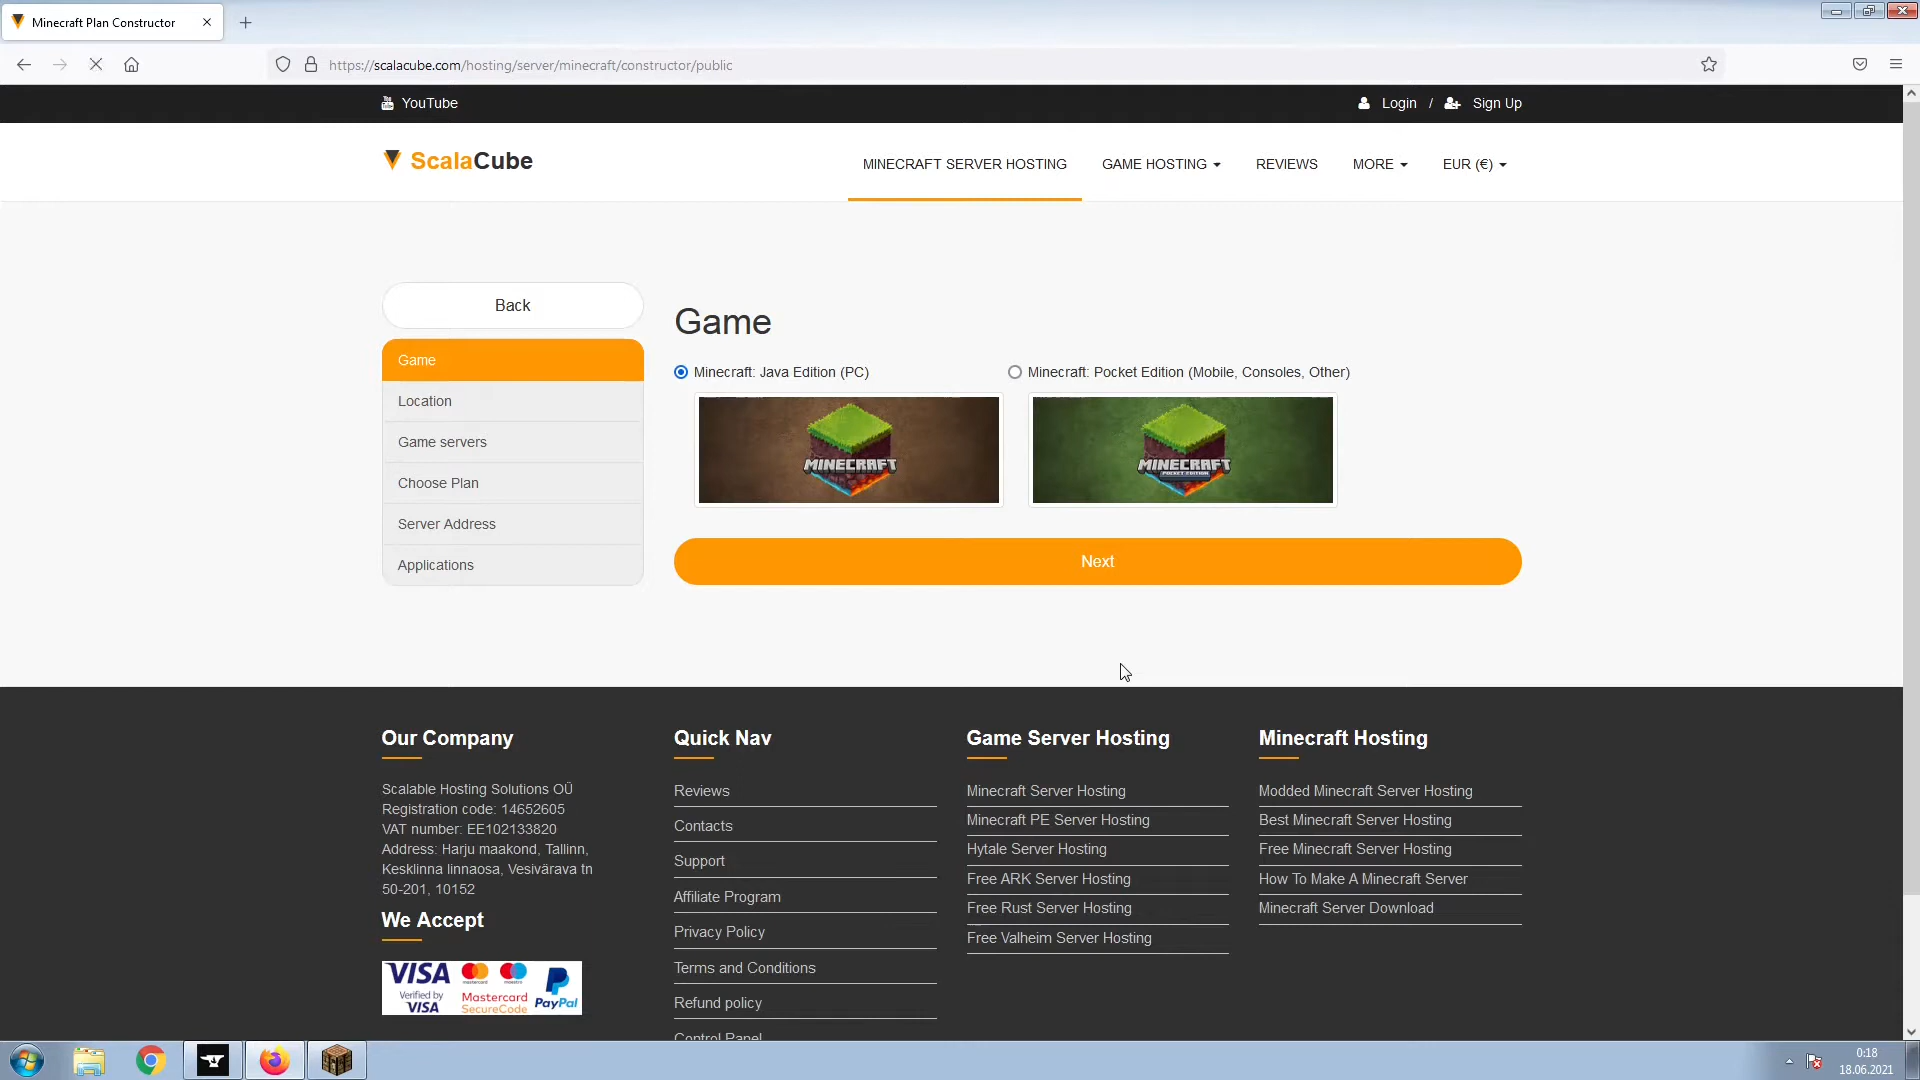 Minecraft Plan Constructor
https://scalacube.com/hosting/server/minecraft/constructor/public
YouTube
Login / Sign Up
ScalaCube
MINECRAFT SERVER HOSTING
GAME HOSTING
REVIEWS
MORE
EUR (€)
Back
Game
Location
Game servers
Choose Plan
Server Address
Applications
Game
Minecraft: Java Edition (PC)
Minecraft: Pocket Edition (Mobile, Consoles, Other)
MINECRAFT
MINECRAFT
POCKET EDITION
Next
Our Company
Scalable Hosting Solutions OÜ
Registration code: 14652605
VAT number: EE102133820
Address: Harju maakond, Tallinn,
Kesklinna linnaosa, Vesivärava tn
50-201, 10152
We Accept
VISA
Verified by
VISA
mastercard
maestro
Mastercard
SecureCode
PayPal
Quick Nav
Reviews
Contacts
Support
Affiliate Program
Privacy Policy
Terms and Conditions
Refund policy
Control Panel
Game Server Hosting
Minecraft Server Hosting
Minecraft PE Server Hosting
Hytale Server Hosting
Free ARK Server Hosting
Free Rust Server Hosting
Free Valheim Server Hosting
Minecraft Hosting
Modded Minecraft Server Hosting
Best Minecraft Server Hosting
Free Minecraft Server Hosting
How To Make A Minecraft Server
Minecraft Server Download
0:18
18.06.2021